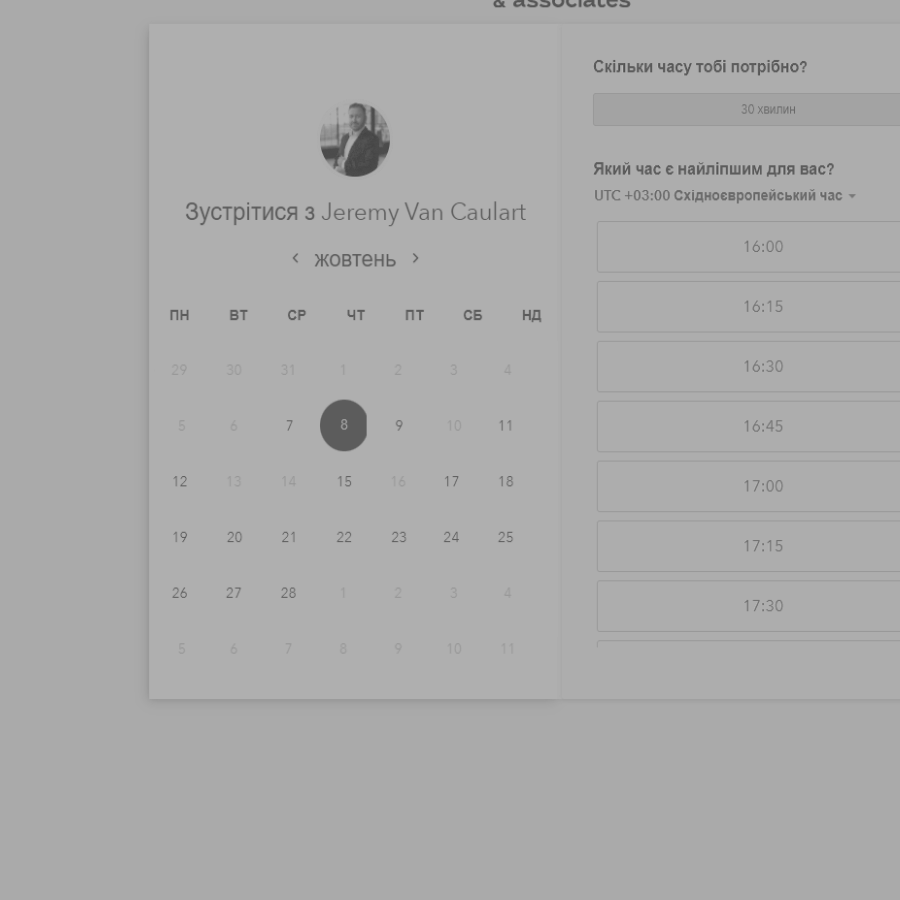 & associates
Зустрітися з Jeremy Van Caulart
‹ жовтень ›
ПН ВТ СР ЧТ ПТ СБ НД
29 30 31 1 2 3 4
5 6 7 8 9 10 11
12 13 14 15 16 17 18
19 20 21 22 23 24 25
26 27 28 1 2 3 4
5 6 7 8 9 10 11
Скільки часу тобі потрібно?
30 хвилин
Який час є найліпшим для вас?
UTC +03:00 Східноєвропейський час
16:00
16:15
16:30
16:45
17:00
17:15
17:30